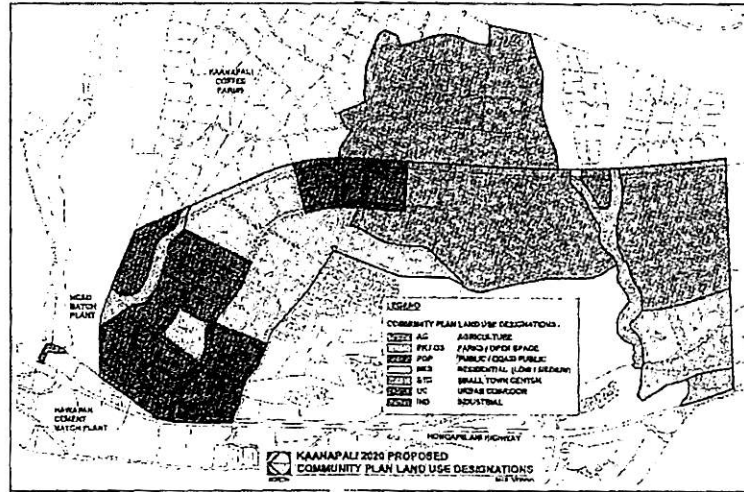 KAANAPALI
COFFEE
FARMS
BATCH
PLANT
HAWAIIAN
CEMENT
BATCH PLANT
LEGEND
COMMUNITY PLAN LAND USE DESIGNATIONS
AG AGRICULTURE
PK / OS PARKS / OPEN SPACE
PQP PUBLIC / QUASI PUBLIC
RES RESIDENTIAL (LOW / MEDIUM)
STC SMALL TOWN CENTER
UC URBAN CORRIDOR
IND INDUSTRIAL
HONOAPIILANI HIGHWAY
KAANAPALI 2020 PROPOSED
COMMUNITY PLAN LAND USE DESIGNATIONS
NORTH